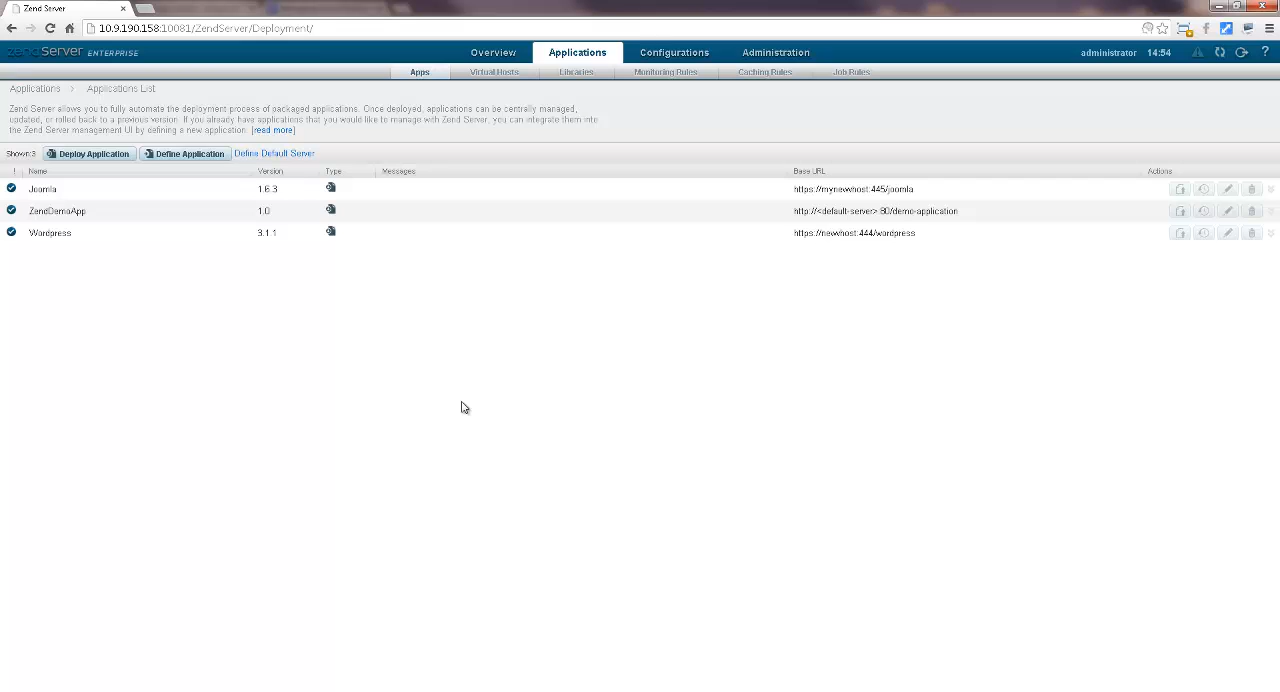 Zend Server
10.9.190.158:10081/ZendServer/Deployment/
zendServer ENTERPRISE
Overview Applications Configurations Administration administrator 14:54
Apps Virtual Hosts Libraries Monitoring Rules Caching Rules Job Rules
Applications > Applications List
Zend Server allows you to fully automate the deployment process of packaged applications. Once deployed, applications can be centrally managed,
updated, or rolled back to a previous version. If you already have applications that you would like to manage with Zend Server, you can integrate them into
the Zend Server management UI by defining a new application. [read more]
Shown:3 Deploy Application Define Application Define Default Server
! Name Version Type Messages Base URL Actions
Joomla 1.6.3 https://mynewvhost:445/joomla
ZendDemoApp 1.0 http://<default-server>:80/demo-application
Wordpress 3.1.1 https://newvhost:444/wordpress